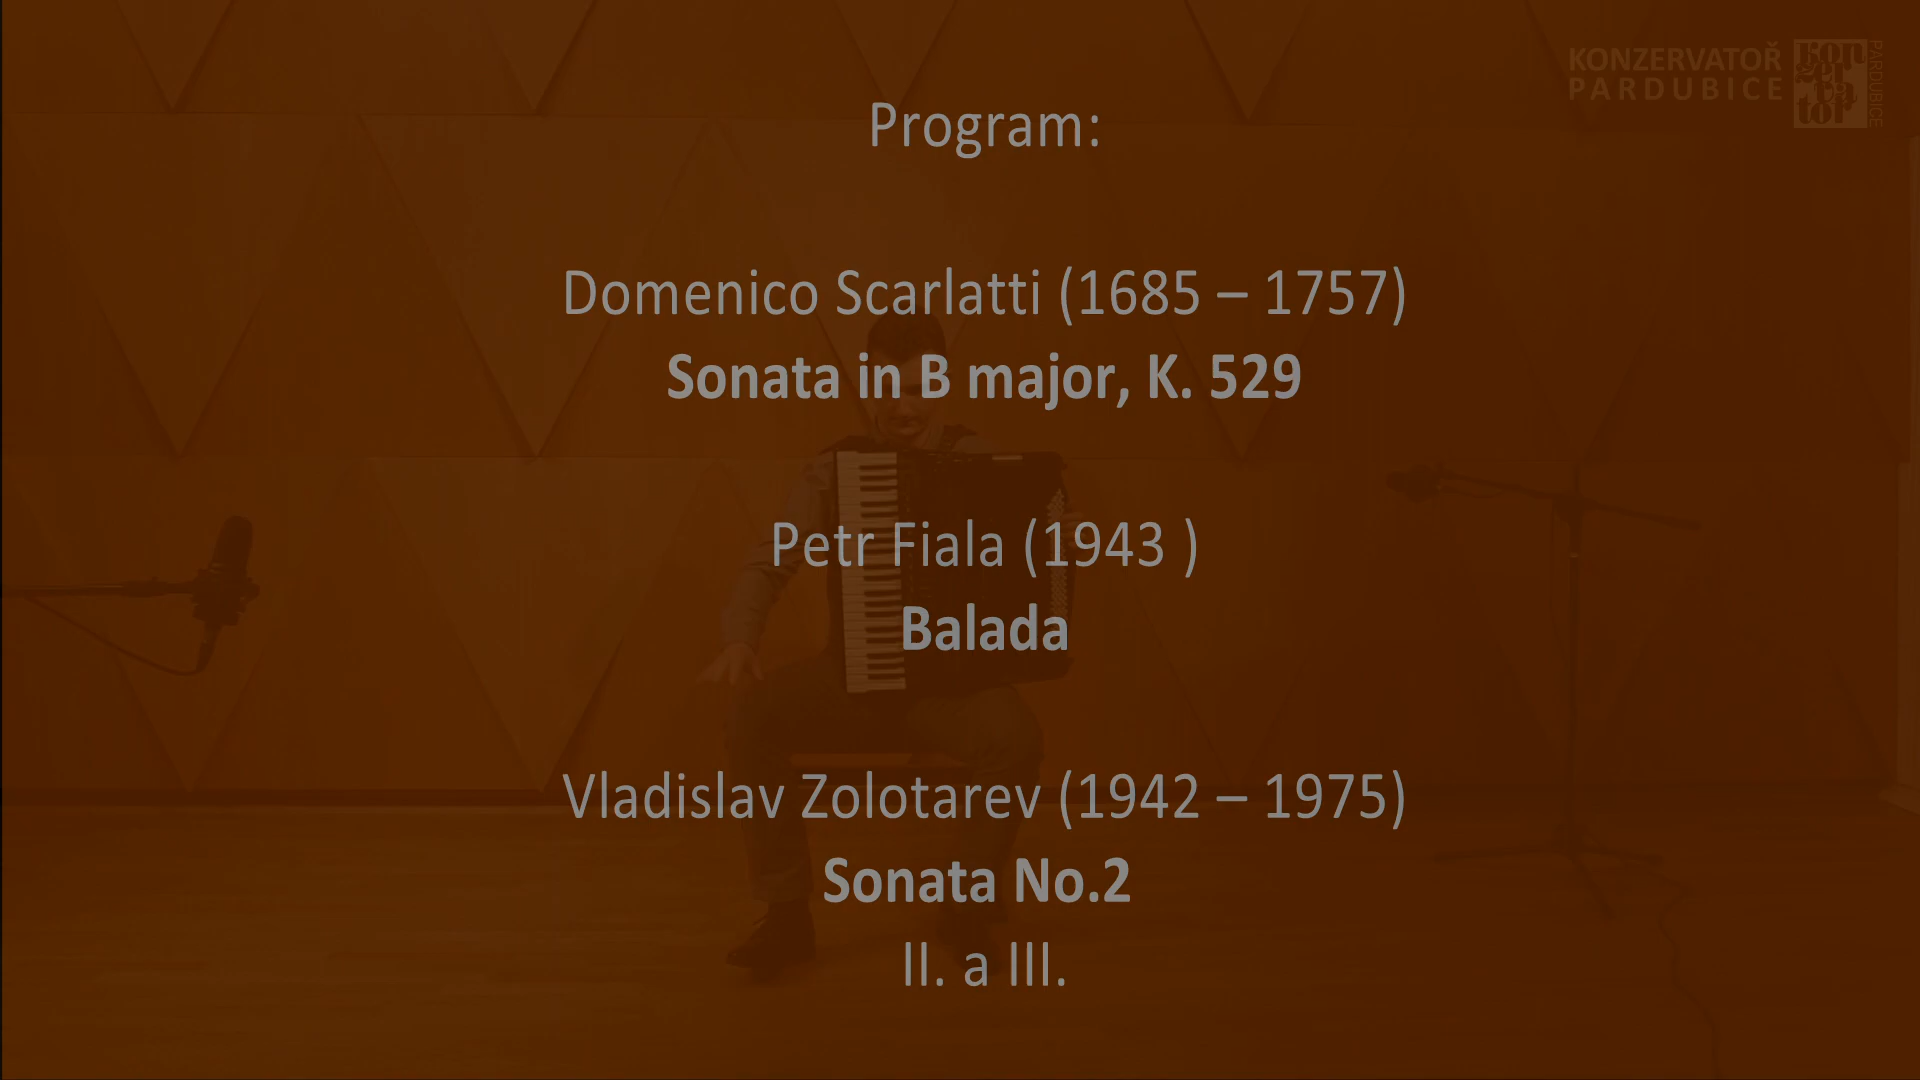 KONZERVATOŘ
PARDUBICE
PARDUBICE
Program:
Domenico Scarlatti (1685 – 1757)
Sonata in B major, K. 529
Petr Fiala (1943 )
Balada
Vladislav Zolotarev (1942 – 1975)
Sonata No.2
II. a III.